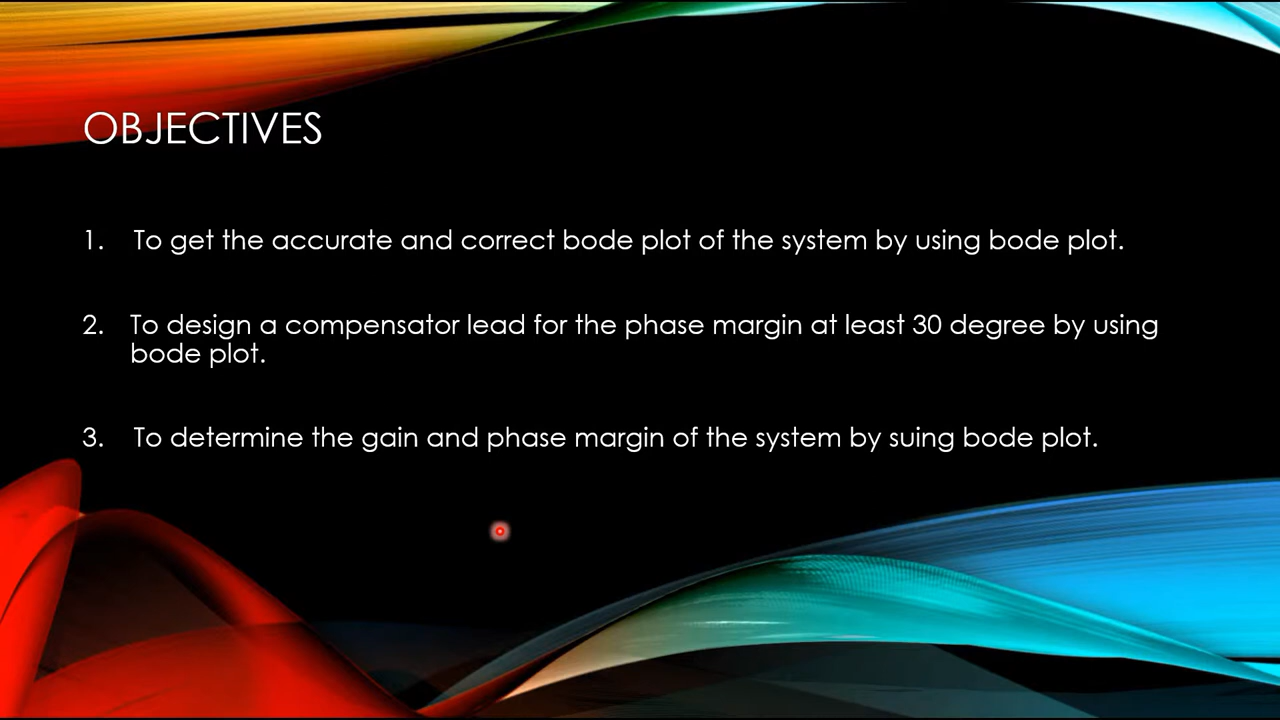 OBJECTIVES
1. To get the accurate and correct bode plot of the system by using bode plot.
2. To design a compensator lead for the phase margin at least 30 degree by using
bode plot.
3. To determine the gain and phase margin of the system by suing bode plot.